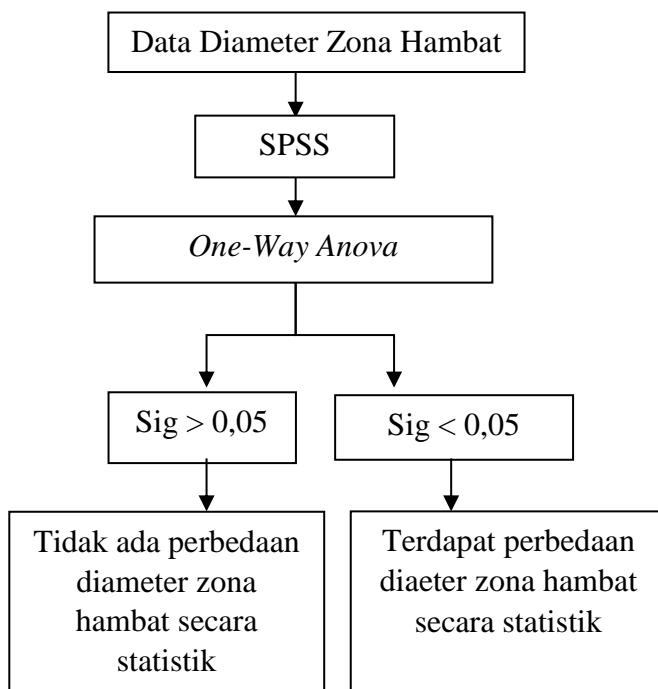 Data Diameter Zona Hambat
SPSS
One-Way Anova
Sig > 0,05
Sig < 0,05
Tidak ada perbedaan
diameter zona
hambat secara
statistik
Terdapat perbedaan
diaeter zona hambat
secara statistik